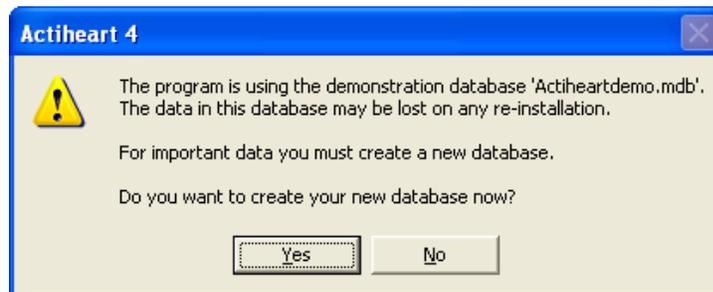 Actiheart 4
The program is using the demonstration database 'Actiheartdemo.mdb'.
The data in this database may be lost on any re-installation.
For important data you must create a new database.
Do you want to create your new database now?
Yes
No